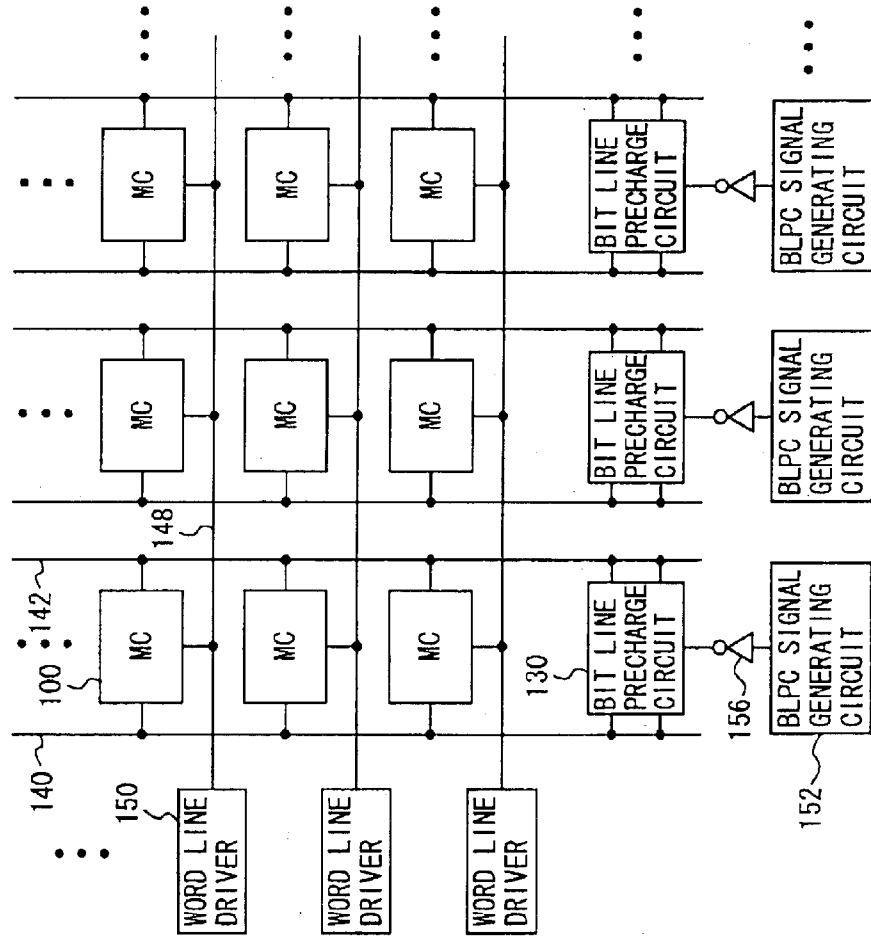 140
100
142
148
MC
MC
MC
150
WORD LINE
DRIVER
MC
MC
MC
WORD LINE
DRIVER
MC
MC
MC
WORD LINE
DRIVER
130
BIT LINE
PRECHARGE
CIRCUIT
BIT LINE
PRECHARGE
CIRCUIT
BIT LINE
PRECHARGE
CIRCUIT
156
BLPC SIGNAL
GENERATING
CIRCUIT
BLPC SIGNAL
GENERATING
CIRCUIT
BLPC SIGNAL
GENERATING
CIRCUIT
152